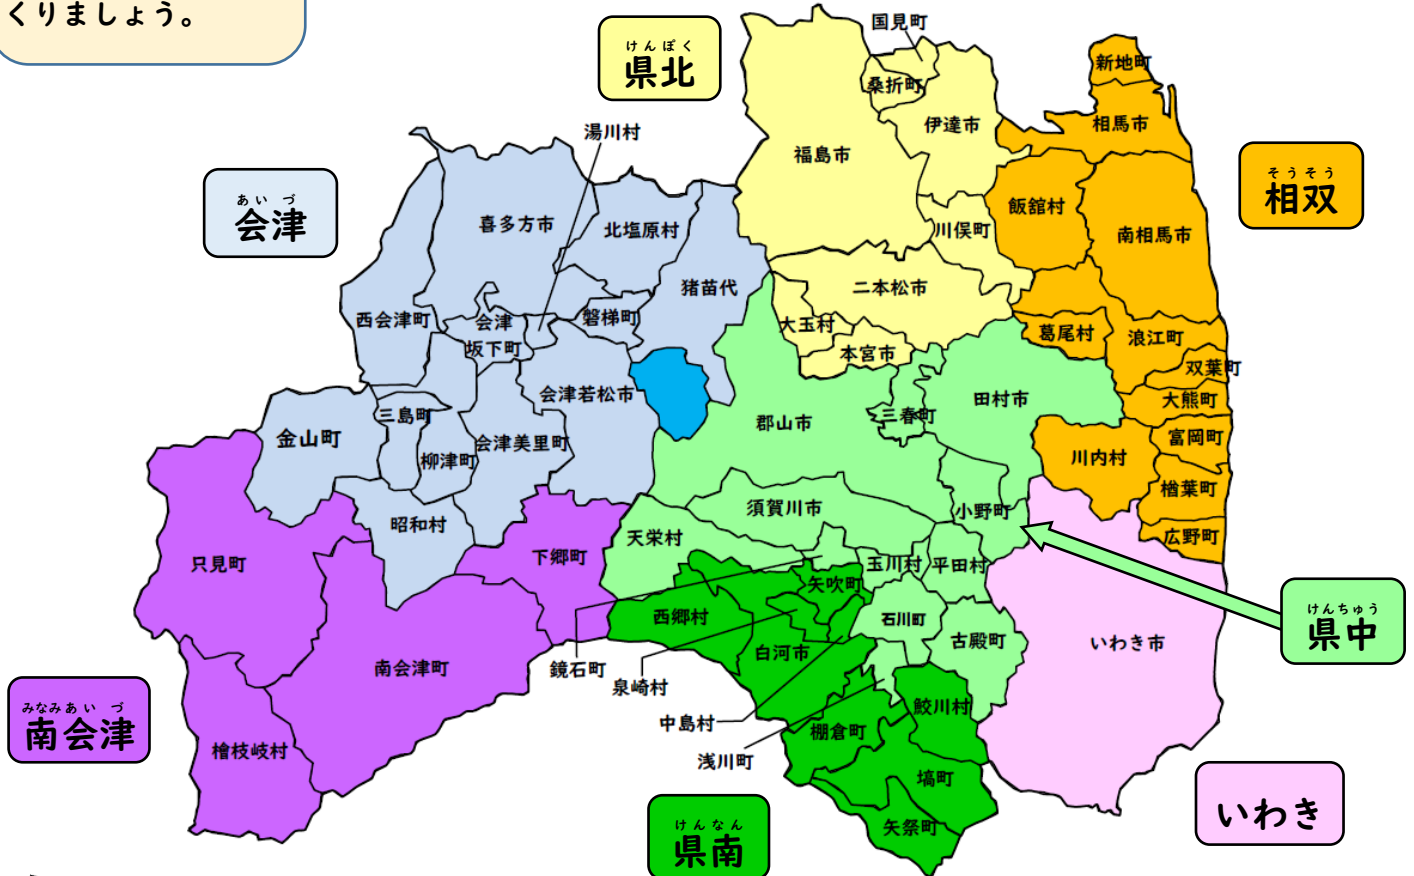 くりましょう。
けんぽく
県北
国見町
桑折町
伊達市
福島市
川俣町
二本松市
大玉村
本宮市
新地町
相馬市
そうそう
相双
飯舘村
南相馬市
葛尾村
浪江町
双葉町
大熊町
富岡町
川内村
楢葉町
広野町
あいづ
会津
湯川村
喜多方市
北塩原村
猪苗代
西会津町
会津
坂下町
磐梯町
会津若松市
三島町
金山町
柳津町
会津美里町
昭和村
郡山市
三春町
田村市
須賀川市
小野町
天栄村
玉川村
平田村
石川町
古殿町
鏡石町
浅川町
けんちゅう
県中
只見町
下郷町
南会津町
檜枝岐村
みなみあいづ
南会津
西郷村
矢吹町
白河市
泉崎村
中島村
棚倉町
鮫川村
塙町
矢祭町
けんなん
県南
いわき市
いわき